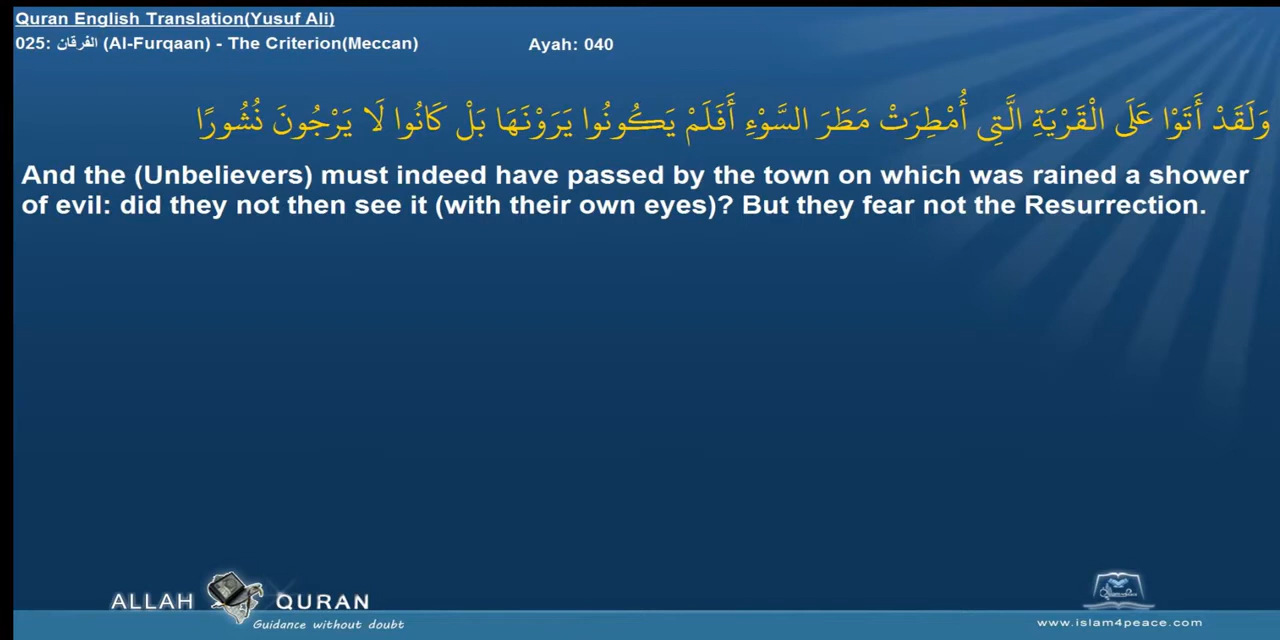 Quran English Translation(Yusuf Ali)
025: الفرقان (Al-Furqaan) - The Criterion(Meccan) Ayah: 040
وَلَقَدْ أَتَوْا عَلَى الْقَرْيَةِ الَّتِى أُمْطِرَتْ مَطَرَ السَّوْءِ أَفَلَمْ يَكُونُوا يَرَوْنَهَا بَلْ كَانُوا لَا يَرْجُونَ نُشُورًا
And the (Unbelievers) must indeed have passed by the town on which was rained a shower
of evil: did they not then see it (with their own eyes)? But they fear not the Resurrection.
ALLAH QURAN
Guidance without doubt
www.islam4peace.com